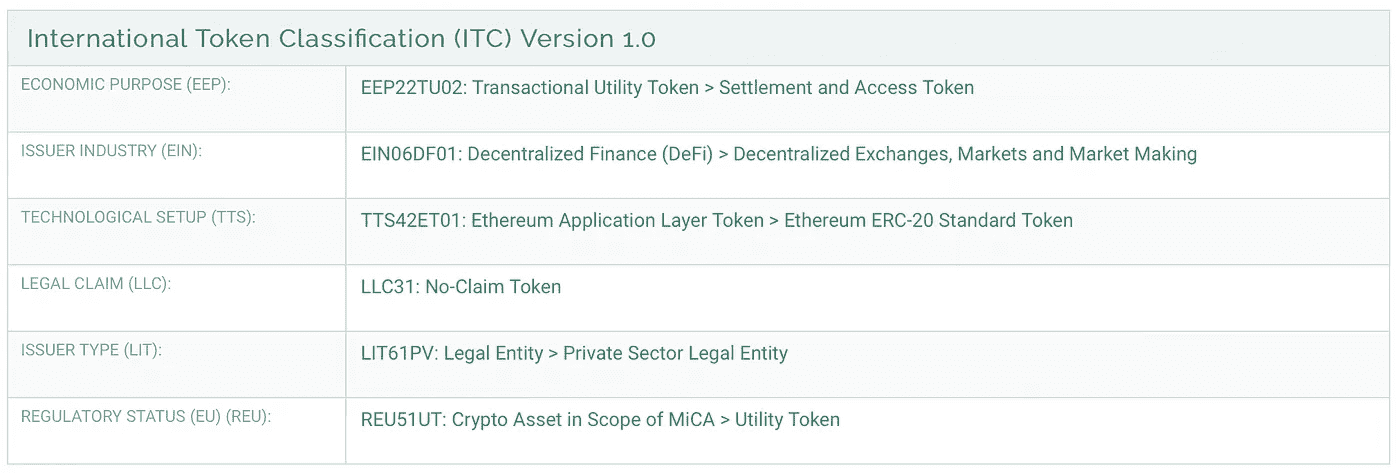 International Token Classification (ITC) Version 1.0
ECONOMIC PURPOSE (EEP):
EEP22TU02: Transactional Utility Token > Settlement and Access Token
ISSUER INDUSTRY (EIN):
EIN06DF01: Decentralized Finance (DeFi) > Decentralized Exchanges, Markets and Market Making
TECHNOLOGICAL SETUP (TTS):
TTS42ET01: Ethereum Application Layer Token > Ethereum ERC-20 Standard Token
LEGAL CLAIM (LLC):
LLC31: No-Claim Token
ISSUER TYPE (LIT):
LIT61PV: Legal Entity > Private Sector Legal Entity
REGULATORY STATUS (EU) (REU):
REU51UT: Crypto Asset in Scope of MiCA > Utility Token